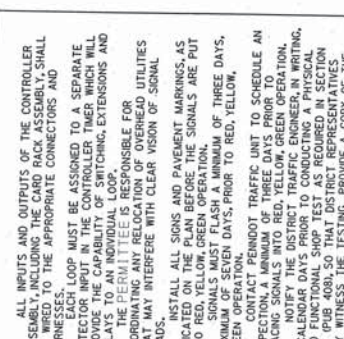 ALL INPUTS AND OUTPUTS OF THE CONTROLLER
SEMBLY, INCLUDING THE CARD RACK ASSEMBLY, SHALL
WIRED TO THE APPROPRIATE CONNECTORS AND
RNESSES.
EACH LOOP MUST BE ASSIGNED TO A SEPARATE
TECTOR INPUT IN THE CONTROLLER TIMER WHICH WILL
OVIDE THE CAPABILITY OF SWITCHING, EXTENSIONS AND
LAYS TO AN INDIVIDUAL LOOP.
THE PERMITTEE IS RESPONSIBLE FOR
ORDINATING ANY RELOCATION OF OVERHEAD UTILITIES
AT MAY INTERFERE WITH CLEAR VISION OF SIGNAL
ADS.
INSTALL ALL SIGNS AND PAVEMENT MARKINGS, AS
ICATED ON THE PLAN BEFORE THE SIGNALS ARE PUT
O RED, YELLOW, GREEN OPERATION.
SIGNALS MUST FLASH A MINIMUM OF THREE DAYS,
XIMUM OF SEVEN DAYS, PRIOR TO RED, YELLOW,
EEN OPERATION.
CONTACT PENNDOT TRAFFIC UNIT TO SCHEDULE AN
SPECTION, A MINIMUM OF THREE DAYS PRIOR TO
ACING SIGNALS INTO RED, YELLOW, GREEN OPERATION.
NOTIFY THE DISTRICT TRAFFIC ENGINEER, IN WRITING,
CALENDAR DAYS PRIOR TO CONDUCTING A PHYSICAL
D FUNCTIONAL SHOP TEST AS REQUIRED IN SECTION
(PUB 408), SO THAT DISTRICT REPRESENTATIVES
Y WITNESS THE TESTING. PROVIDE A COPY OF THE